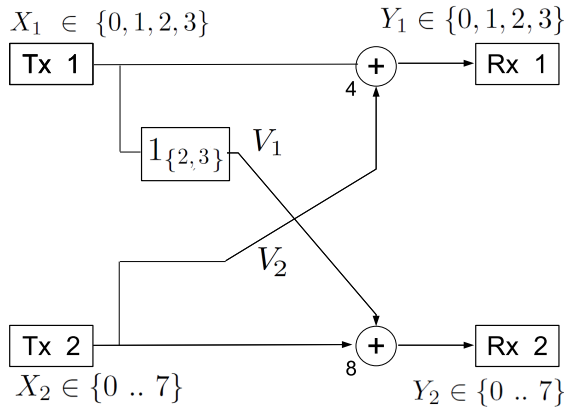 X₁ ∈ {0, 1, 2, 3}
Y₁ ∈ {0, 1, 2, 3}
Tx 1
+
4
Rx 1
1_{2,3}
V₁
V₂
Tx 2
+
8
Rx 2
X₂ ∈ {0 .. 7}
Y₂ ∈ {0 .. 7}